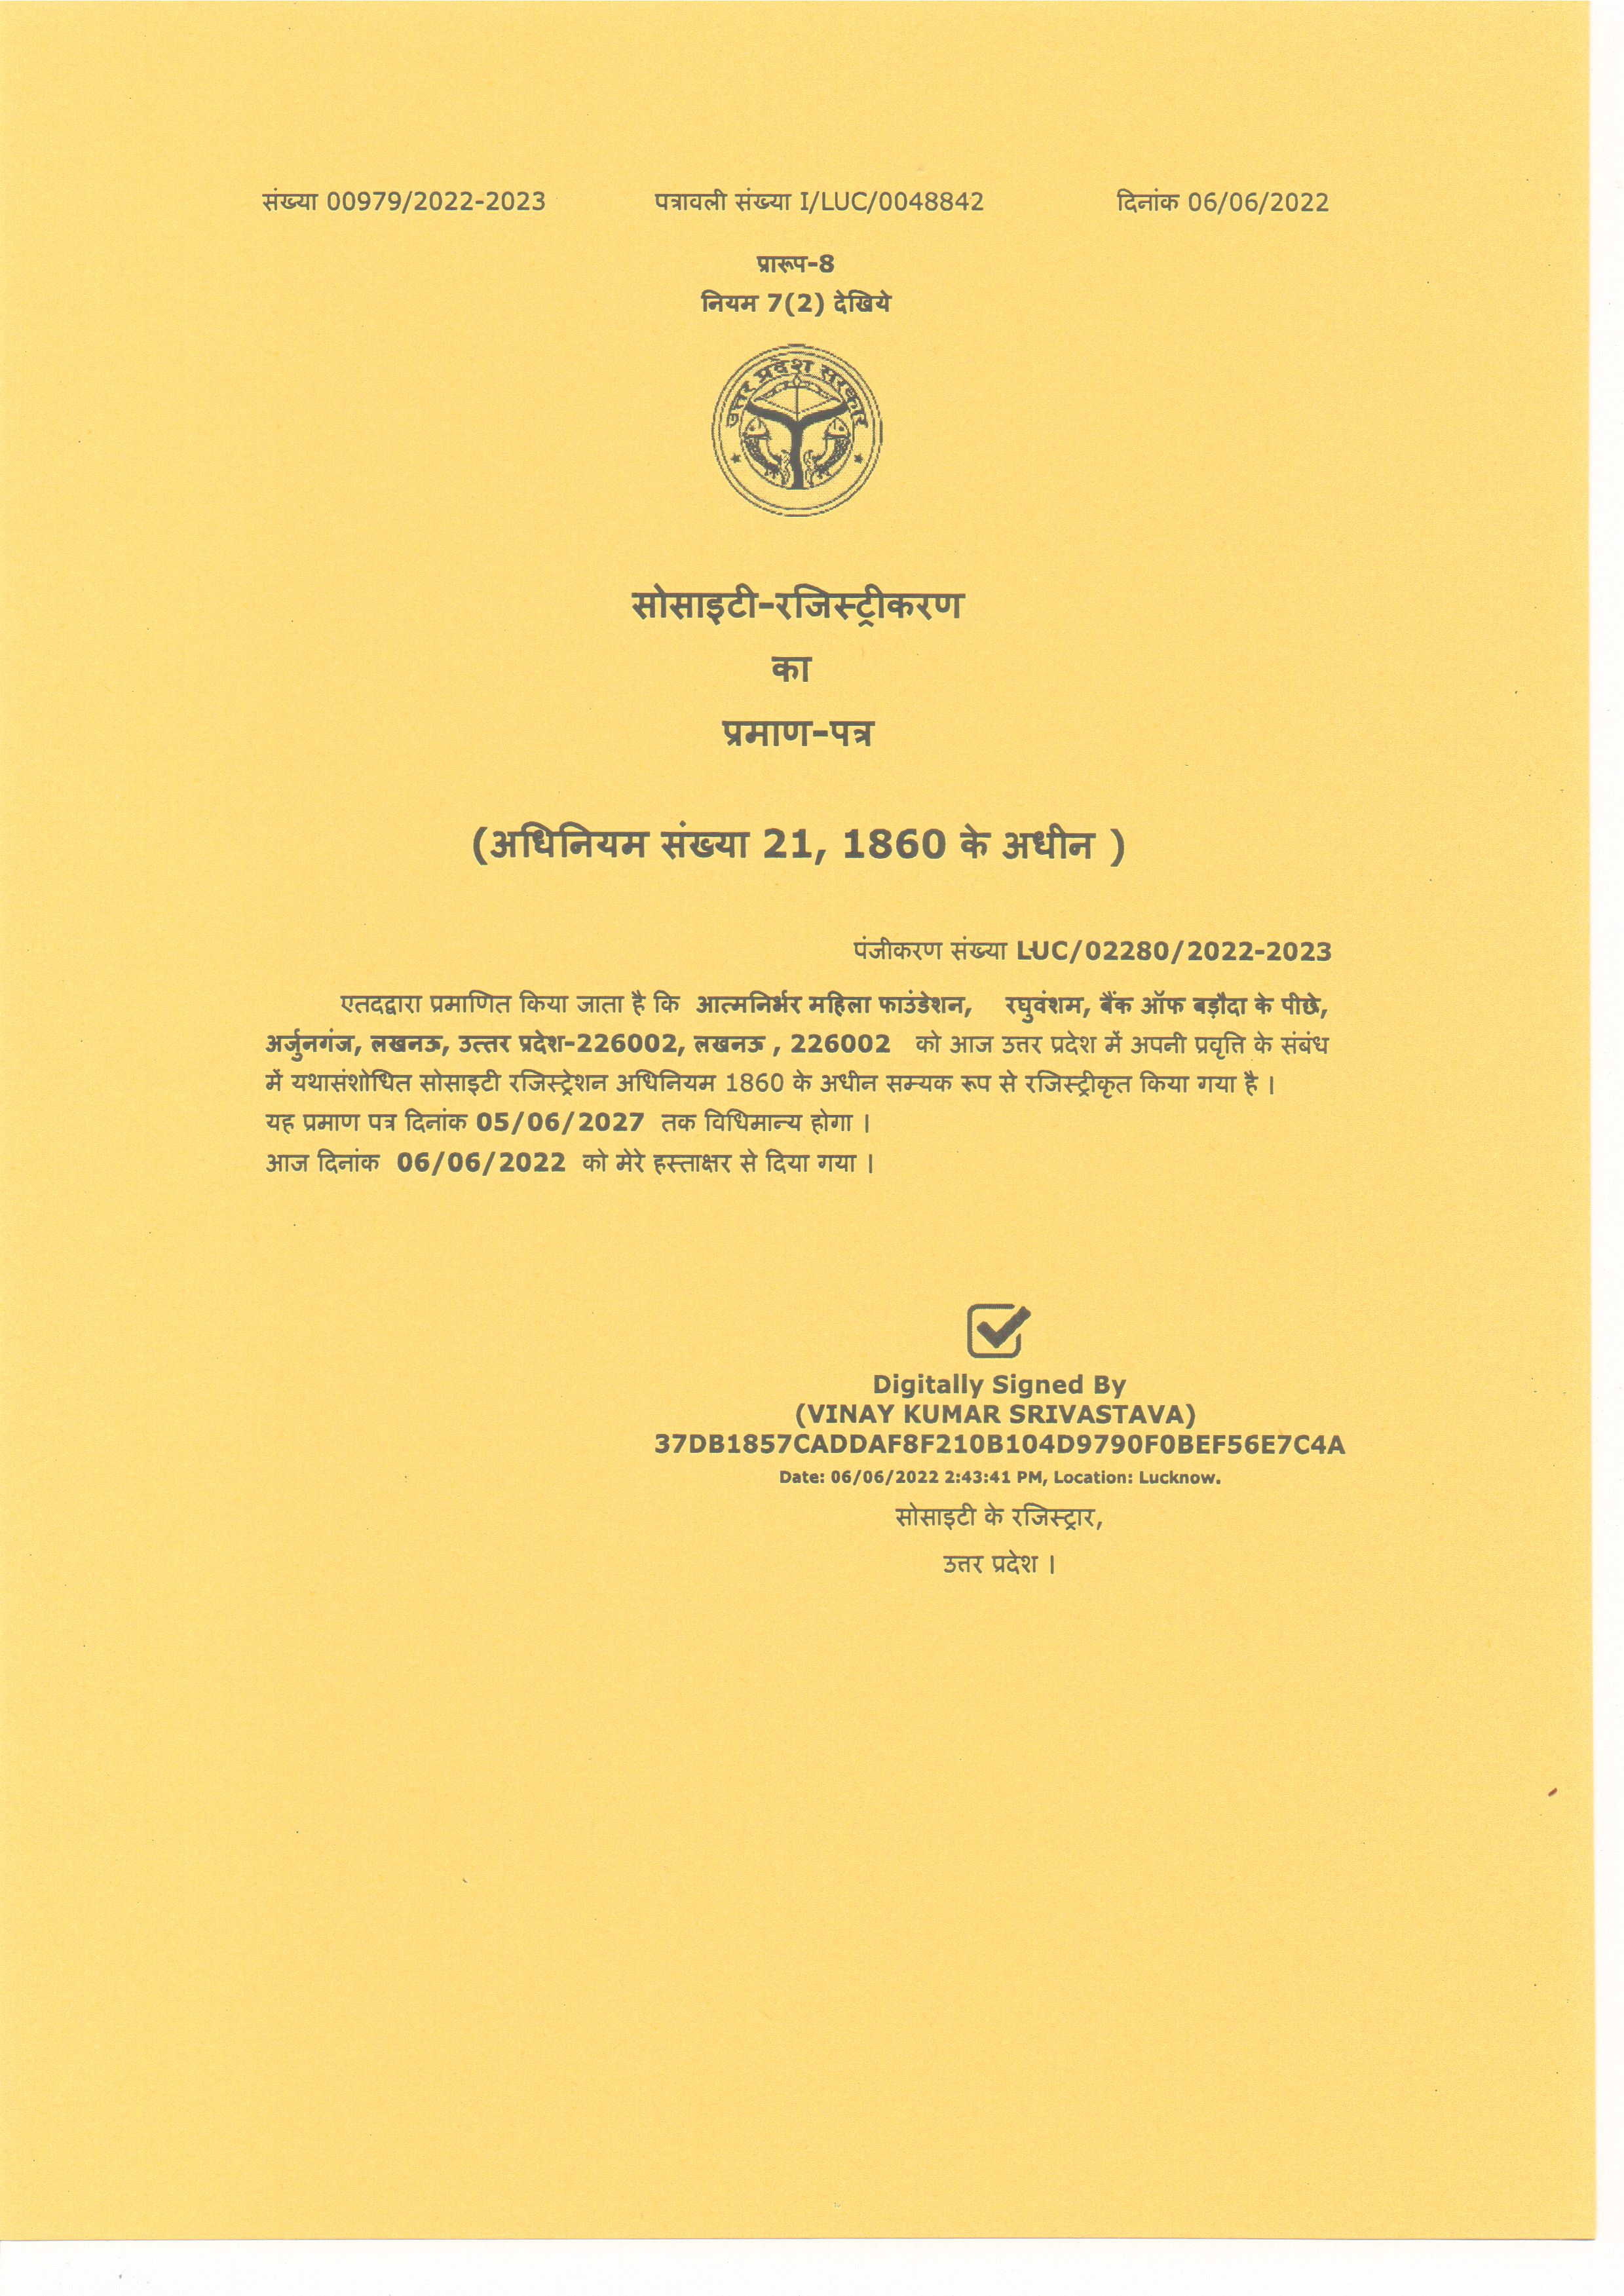 संख्या 00979/2022-2023 पत्रावली संख्या I/LUC/0048842 दिनांक 06/06/2022
प्रारूप-8
नियम 7(2) देखिये
उत्तर प्रदेश सरकार
सोसाइटी-रजिस्ट्रीकरण
का
प्रमाण-पत्र
(अधिनियम संख्या 21, 1860 के अधीन )
पंजीकरण संख्या LUC/02280/2022-2023
एतदद्वारा प्रमाणित किया जाता है कि आत्मनिर्भर महिला फाउंडेशन, रघुवंशम, बैंक ऑफ बड़ौदा के पीछे,
अर्जुनगंज, लखनऊ, उत्तर प्रदेश-226002, लखनऊ , 226002 को आज उत्तर प्रदेश में अपनी प्रवृत्ति के संबंध
में यथासंशोधित सोसाइटी रजिस्ट्रेशन अधिनियम 1860 के अधीन सम्यक रूप से रजिस्ट्रीकृत किया गया है ।
यह प्रमाण पत्र दिनांक 05/06/2027 तक विधिमान्य होगा ।
आज दिनांक 06/06/2022 को मेरे हस्ताक्षर से दिया गया ।
Digitally Signed By
(VINAY KUMAR SRIVASTAVA)
37DB1857CADDAF8F210B104D9790F0BEF56E7C4A
Date: 06/06/2022 2:43:41 PM, Location: Lucknow.
सोसाइटी के रजिस्ट्रार,
उत्तर प्रदेश ।